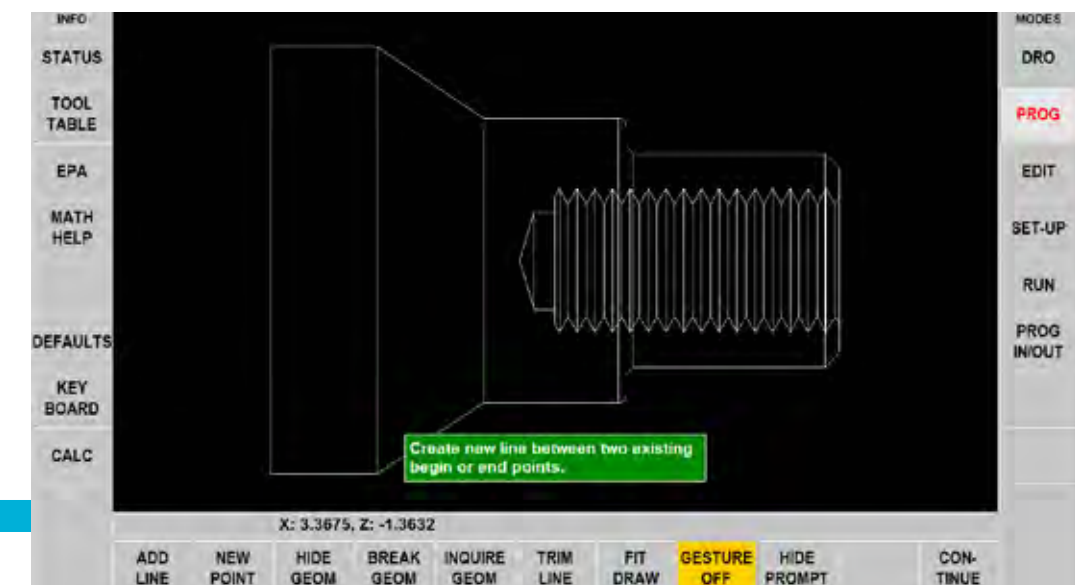 INFO
STATUS
TOOL
TABLE
EPA
MATH
HELP
DEFAULTS
KEY
BOARD
CALC
Create new line between two existing
begin or end points.
X: 3.3675, Z: -1.3632
ADD
LINE
NEW
POINT
HIDE
GEOM
BREAK
GEOM
INQUIRE
GEOM
TRIM
LINE
FIT
DRAW
GESTURE
OFF
HIDE
PROMPT
CON-
TINUE
MODES
DRO
PROG
EDIT
SET-UP
RUN
PROG
IN/OUT